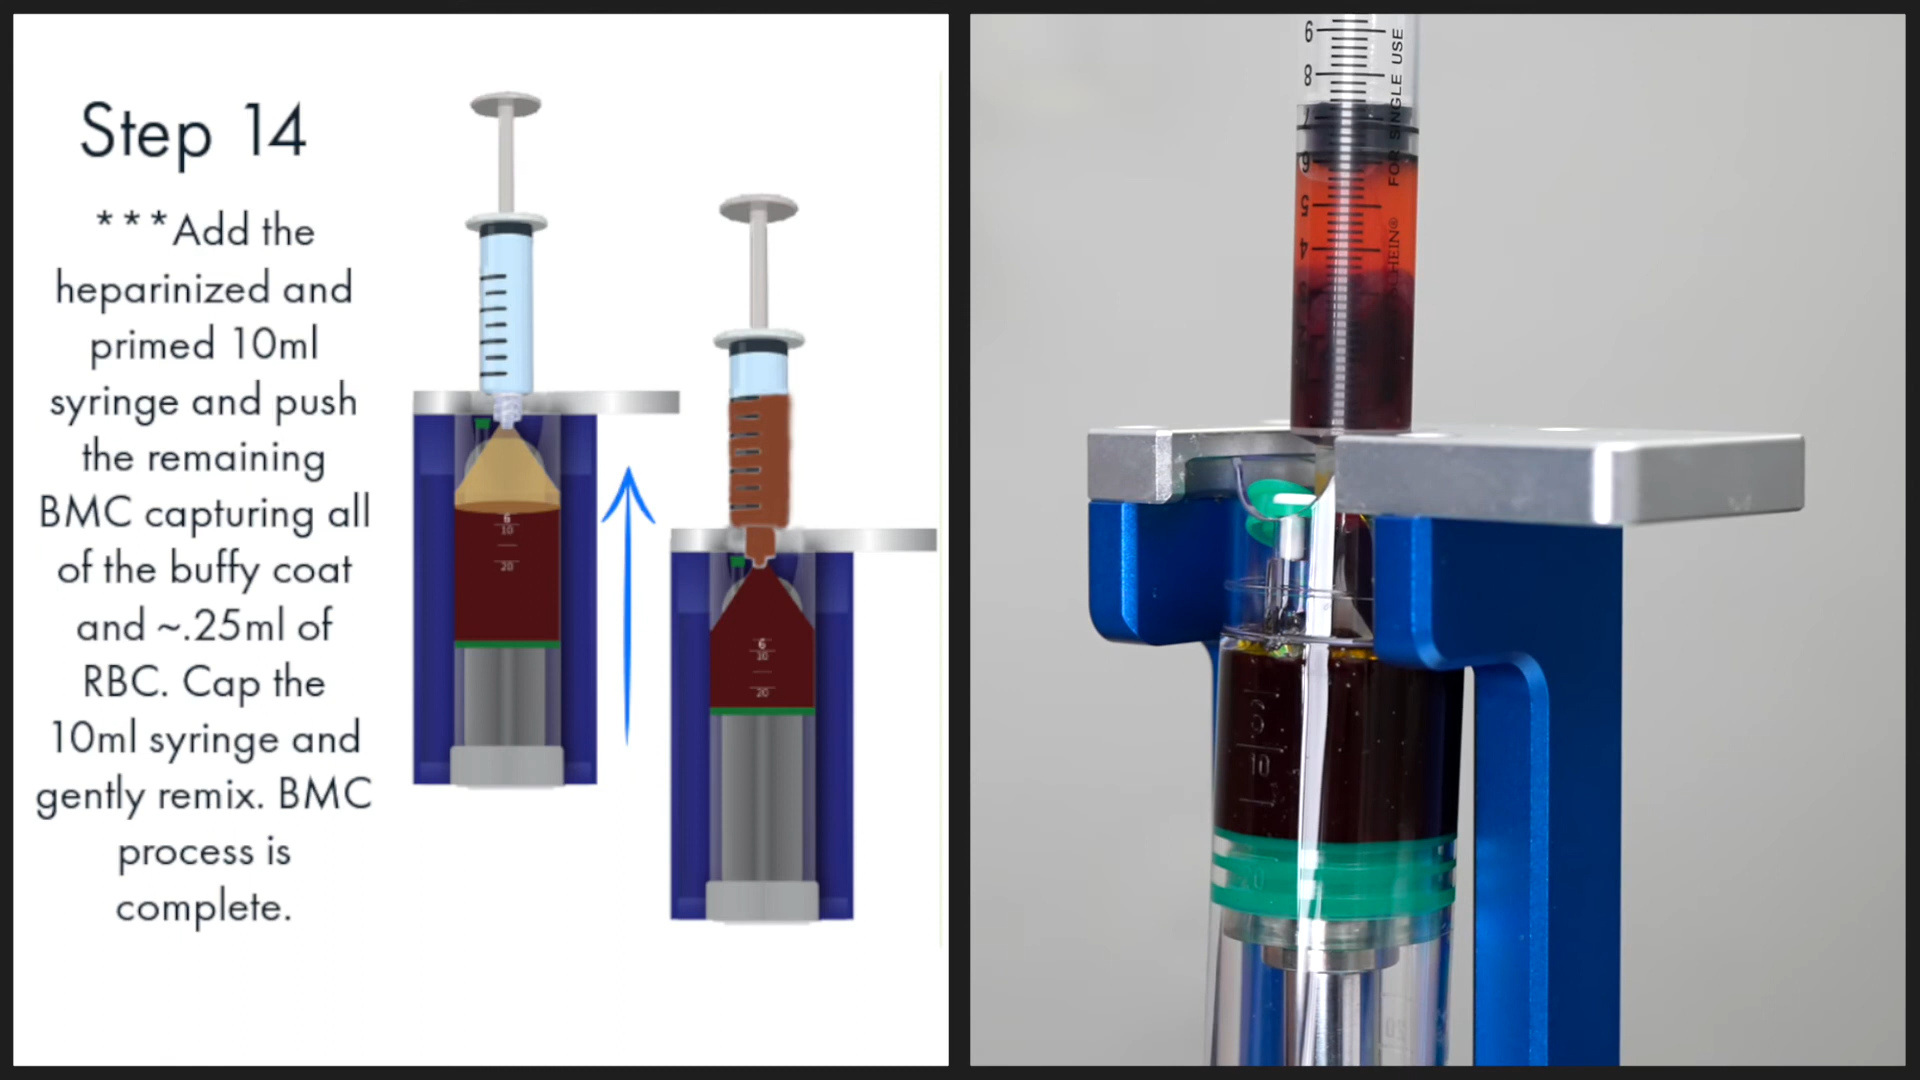 Step 14
***Add the
heparinized and
primed 10ml
syringe and push
the remaining
BMC capturing all
of the buffy coat
and ~.25ml of
RBC. Cap the
10ml syringe and
gently remix. BMC
process is
complete.
6
10
20
6
10
20
9
8
7
6
5
4
FOR SINGLE USE
10